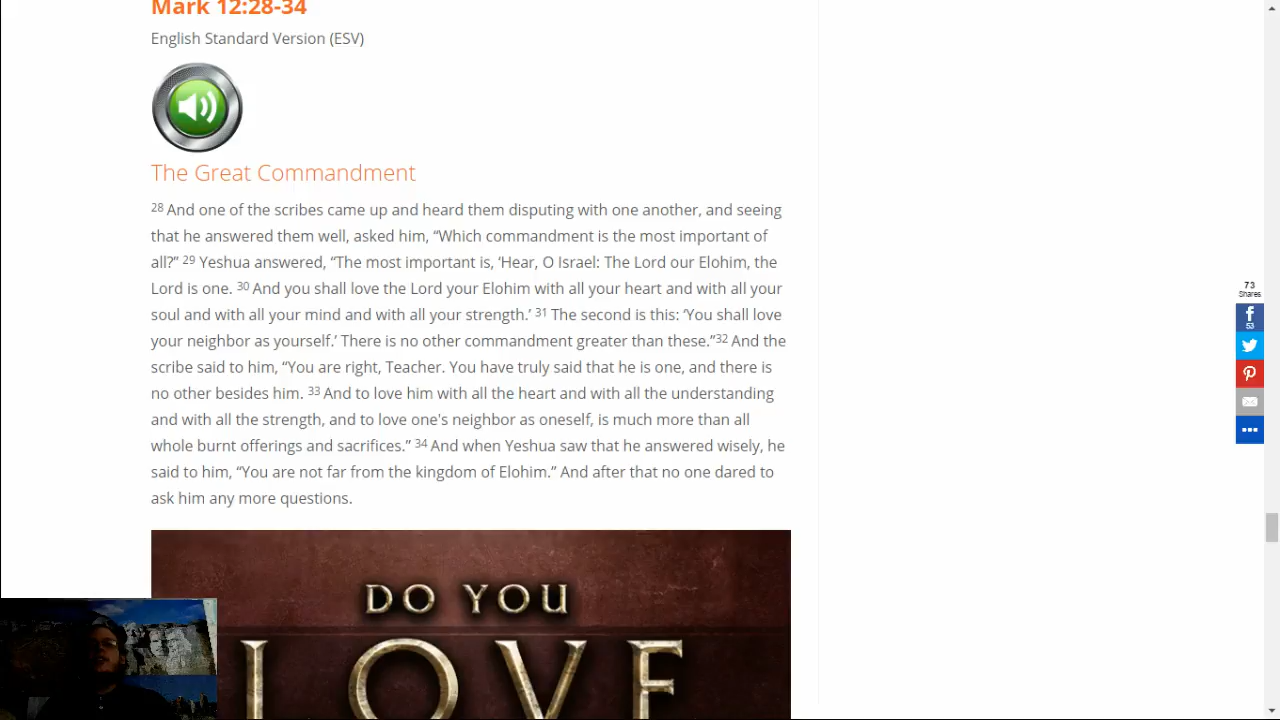 Mark 12:28-34
English Standard Version (ESV)
The Great Commandment
28 And one of the scribes came up and heard them disputing with one another, and seeing
that he answered them well, asked him, “Which commandment is the most important of
all?” 29 Yeshua answered, “The most important is, ‘Hear, O Israel: The Lord our Elohim, the
Lord is one. 30 And you shall love the Lord your Elohim with all your heart and with all your
soul and with all your mind and with all your strength.’ 31 The second is this: ‘You shall love
your neighbor as yourself.’ There is no other commandment greater than these.”32 And the
scribe said to him, “You are right, Teacher. You have truly said that he is one, and there is
no other besides him. 33 And to love him with all the heart and with all the understanding
and with all the strength, and to love one's neighbor as oneself, is much more than all
whole burnt offerings and sacrifices.” 34 And when Yeshua saw that he answered wisely, he
said to him, “You are not far from the kingdom of Elohim.” And after that no one dared to
ask him any more questions.
DO YOU
LOVE
73
Shares
53